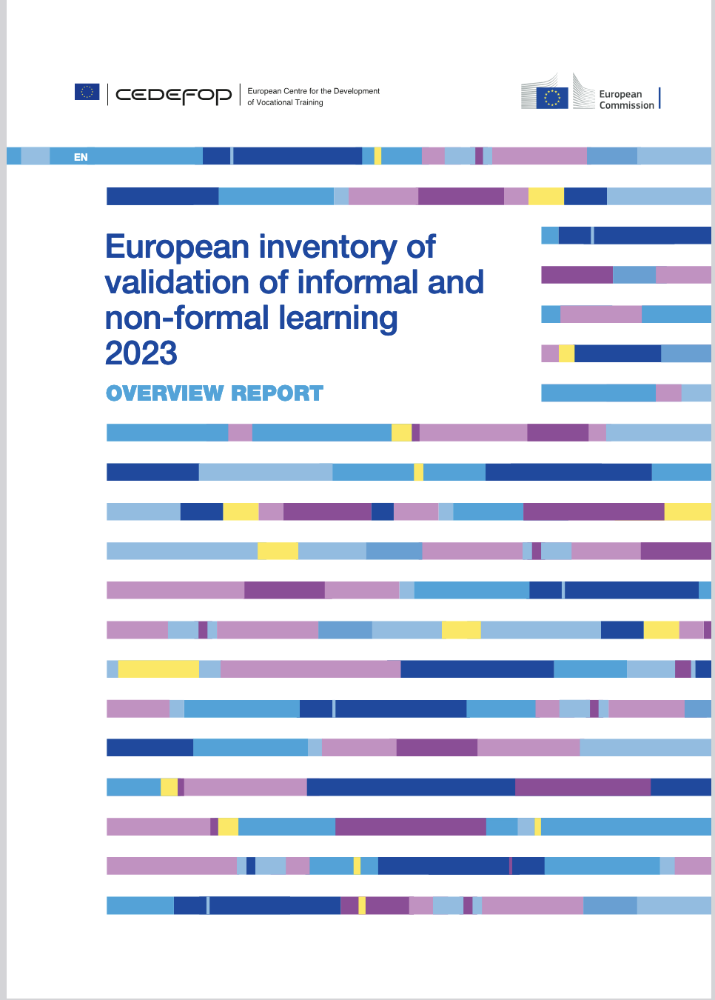 CEDEFOP
European Centre for the Development
of Vocational Training
European
Commission
EN
European inventory of
validation of informal and
non-formal learning
2023
OVERVIEW REPORT